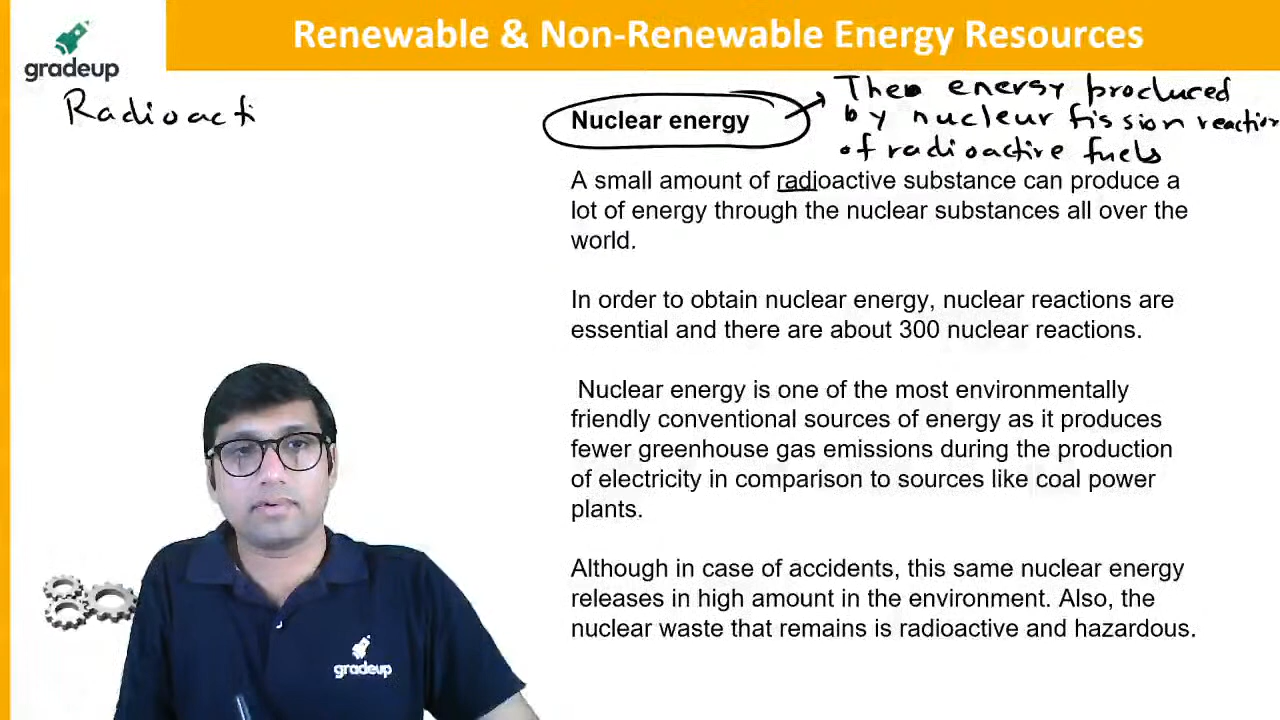 Renewable & Non-Renewable Energy Resources
gradeup
Radioacti
Nuclear energy
The energy produced
by nuclear fission reaction
of radioactive fuels
A small amount of radioactive substance can produce a
lot of energy through the nuclear substances all over the
world.
In order to obtain nuclear energy, nuclear reactions are
essential and there are about 300 nuclear reactions.
Nuclear energy is one of the most environmentally
friendly conventional sources of energy as it produces
fewer greenhouse gas emissions during the production
of electricity in comparison to sources like coal power
plants.
Although in case of accidents, this same nuclear energy
releases in high amount in the environment. Also, the
nuclear waste that remains is radioactive and hazardous.
gradeup